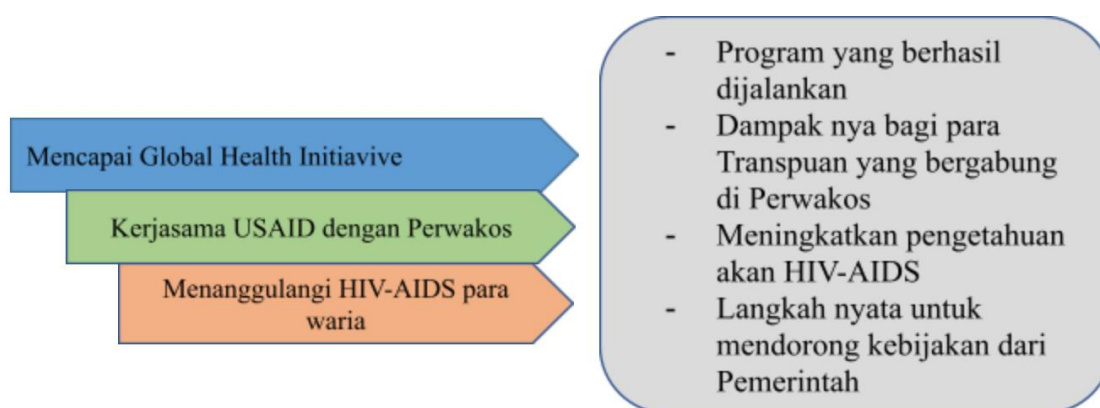 Mencapai Global Health Initiavive
Kerjasama USAID dengan Perwakos
Menanggulangi HIV-AIDS para
waria
- Program yang berhasil
dijalankan
- Dampak nya bagi para
Transpuan yang bergabung
di Perwakos
- Meningkatkan pengetahuan
akan HIV-AIDS
- Langkah nyata untuk
mendorong kebijakan dari
Pemerintah